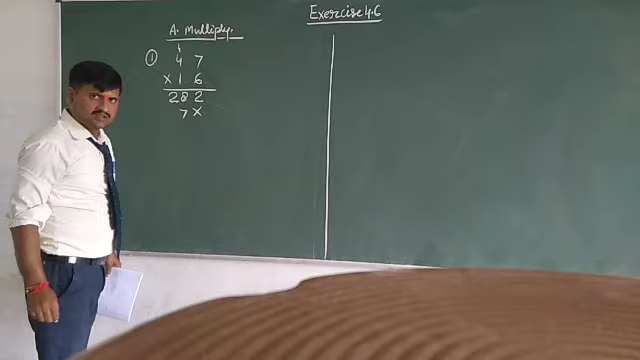 Exercise 4.6
A. Multiply.
① 4 7
× 1 6
2 8 2
7 ×